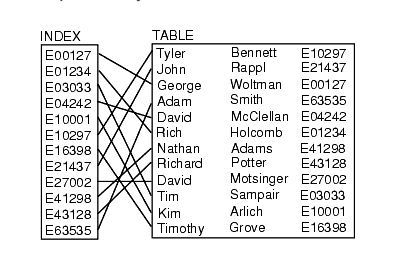 INDEX
E00127
E01234
E03033
E04242
E10001
E10297
E16398
E21437
E27002
E41298
E43128
E63535
TABLE
Tyler Bennett E10297
John Rappl E21437
George Woltman E00127
Adam Smith E63535
David McClellan E04242
Rich Holcomb E01234
Nathan Adams E41298
Richard Potter E43128
David Motsinger E27002
Tim Sampair E03033
Kim Arlich E10001
Timothy Grove E16398